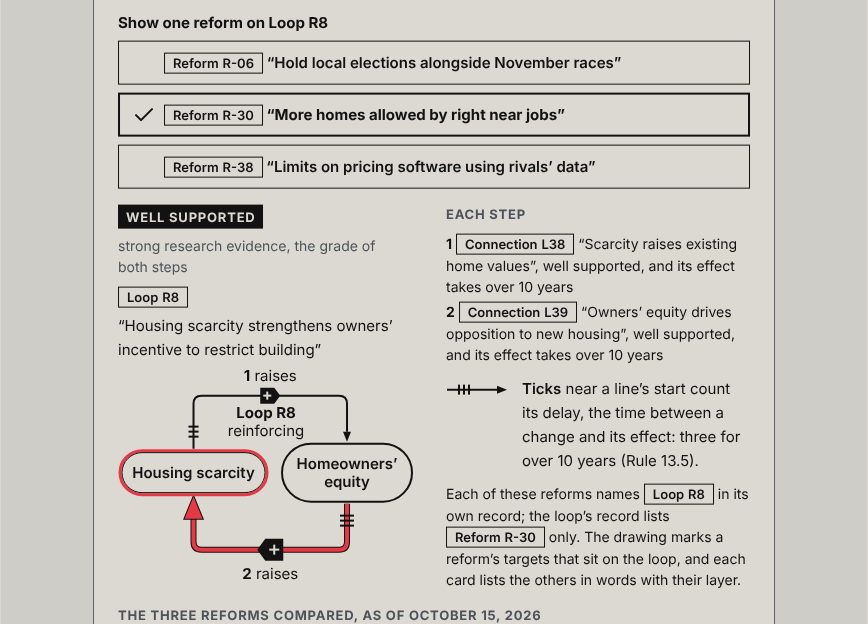 Show one reform on Loop R8
Reform R-06 “Hold local elections alongside November races”
Reform R-30 “More homes allowed by right near jobs”
Reform R-38 “Limits on pricing software using rivals’ data”
WELL SUPPORTED
strong research evidence, the grade of
both steps
Loop R8
“Housing scarcity strengthens owners’
incentive to restrict building”
1 raises
Loop R8
reinforcing
Housing scarcity
Homeowners’
equity
2 raises
EACH STEP
1 Connection L38 “Scarcity raises existing
home values”, well supported, and its effect
takes over 10 years
2 Connection L39 “Owners’ equity drives
opposition to new housing”, well supported,
and its effect takes over 10 years
Ticks near a line’s start count
its delay, the time between a
change and its effect: three for
over 10 years (Rule 13.5).
Each of these reforms names Loop R8 in its
own record; the loop’s record lists
Reform R-30 only. The drawing marks a
reform’s targets that sit on the loop, and each
card lists the others in words with their layer.
THE THREE REFORMS COMPARED, AS OF OCTOBER 15, 2026